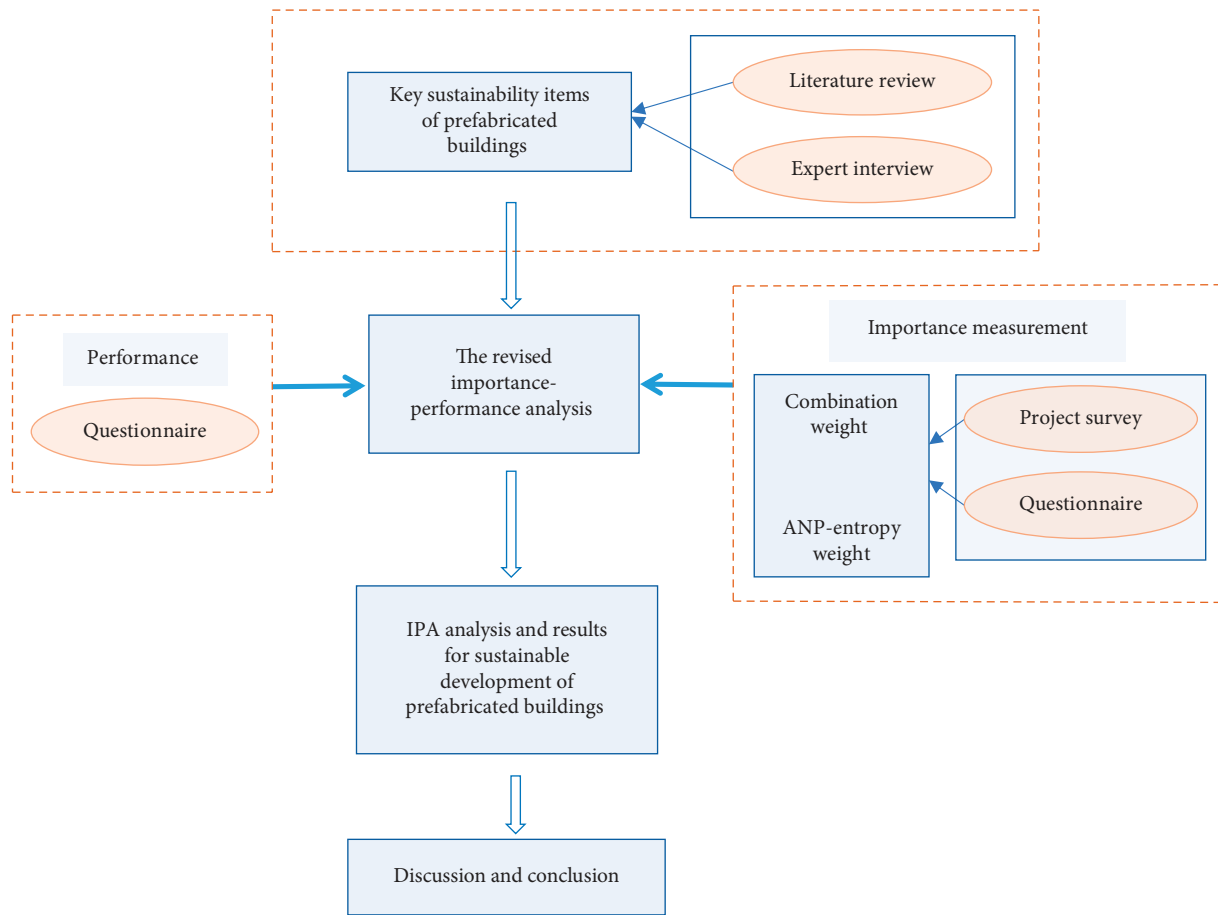 Key sustainability items
of prefabricated
buildings
Literature review
Expert interview
Performance
Questionnaire
The revised
importance-
performance analysis
Importance measurement
Combination
weight
ANP-entropy
weight
Project survey
Questionnaire
IPA analysis and results
for sustainable
development of
prefabricated buildings
Discussion and conclusion